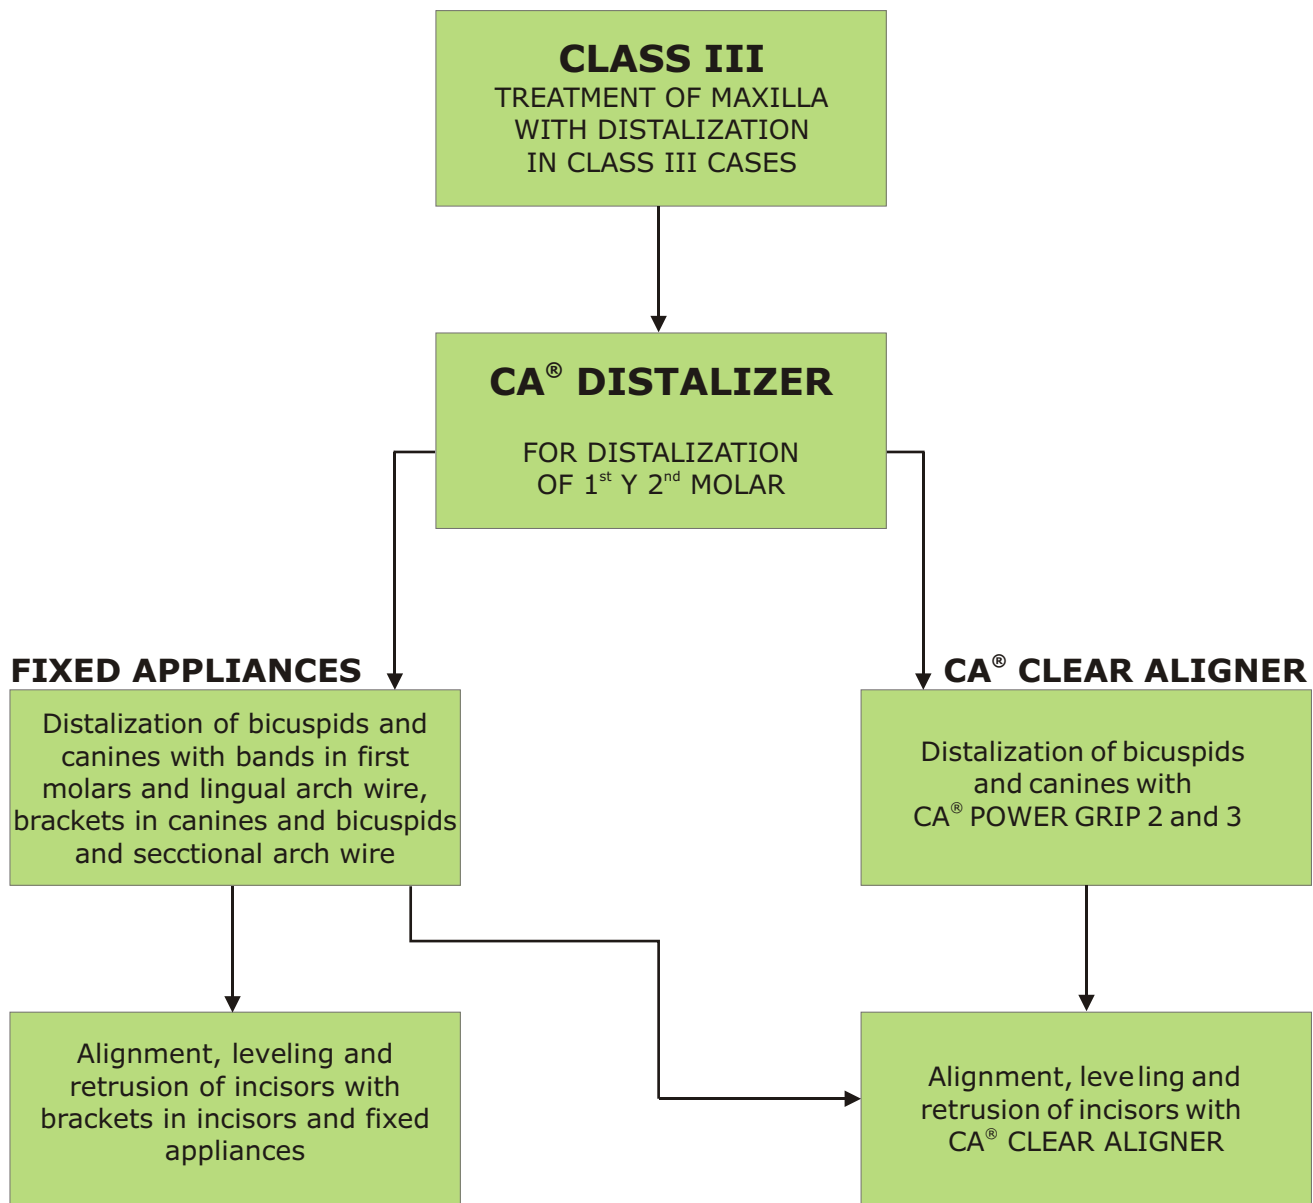 CLASS III
TREATMENT OF MAXILLA
WITH DISTALIZATION
IN CLASS III CASES
CA® DISTALIZER
FOR DISTALIZATION
OF 1st Y 2nd MOLAR
FIXED APPLIANCES
Distalization of bicuspids and
canines with bands in first
molars and lingual arch wire,
brackets in canines and bicuspids
and secctional arch wire
CA® CLEAR ALIGNER
Distalization of bicuspids
and canines with
CA® POWER GRIP 2 and 3
Alignment, leveling and
retrusion of incisors with
brackets in incisors and fixed
appliances
Alignment, leveling and
retrusion of incisors with
CA® CLEAR ALIGNER